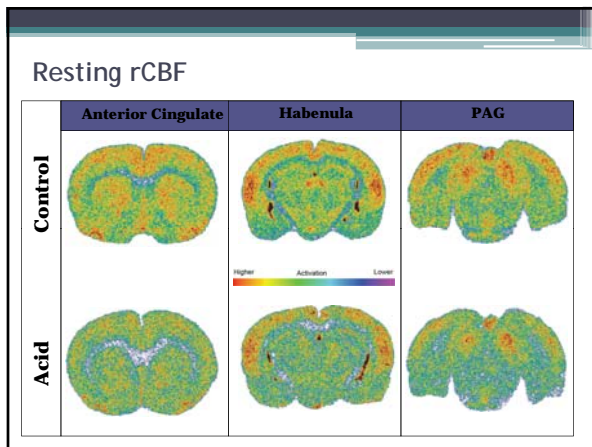 Resting rCBF
Anterior Cingulate Habenula PAG
Control
Higher Activation Lower
Acid